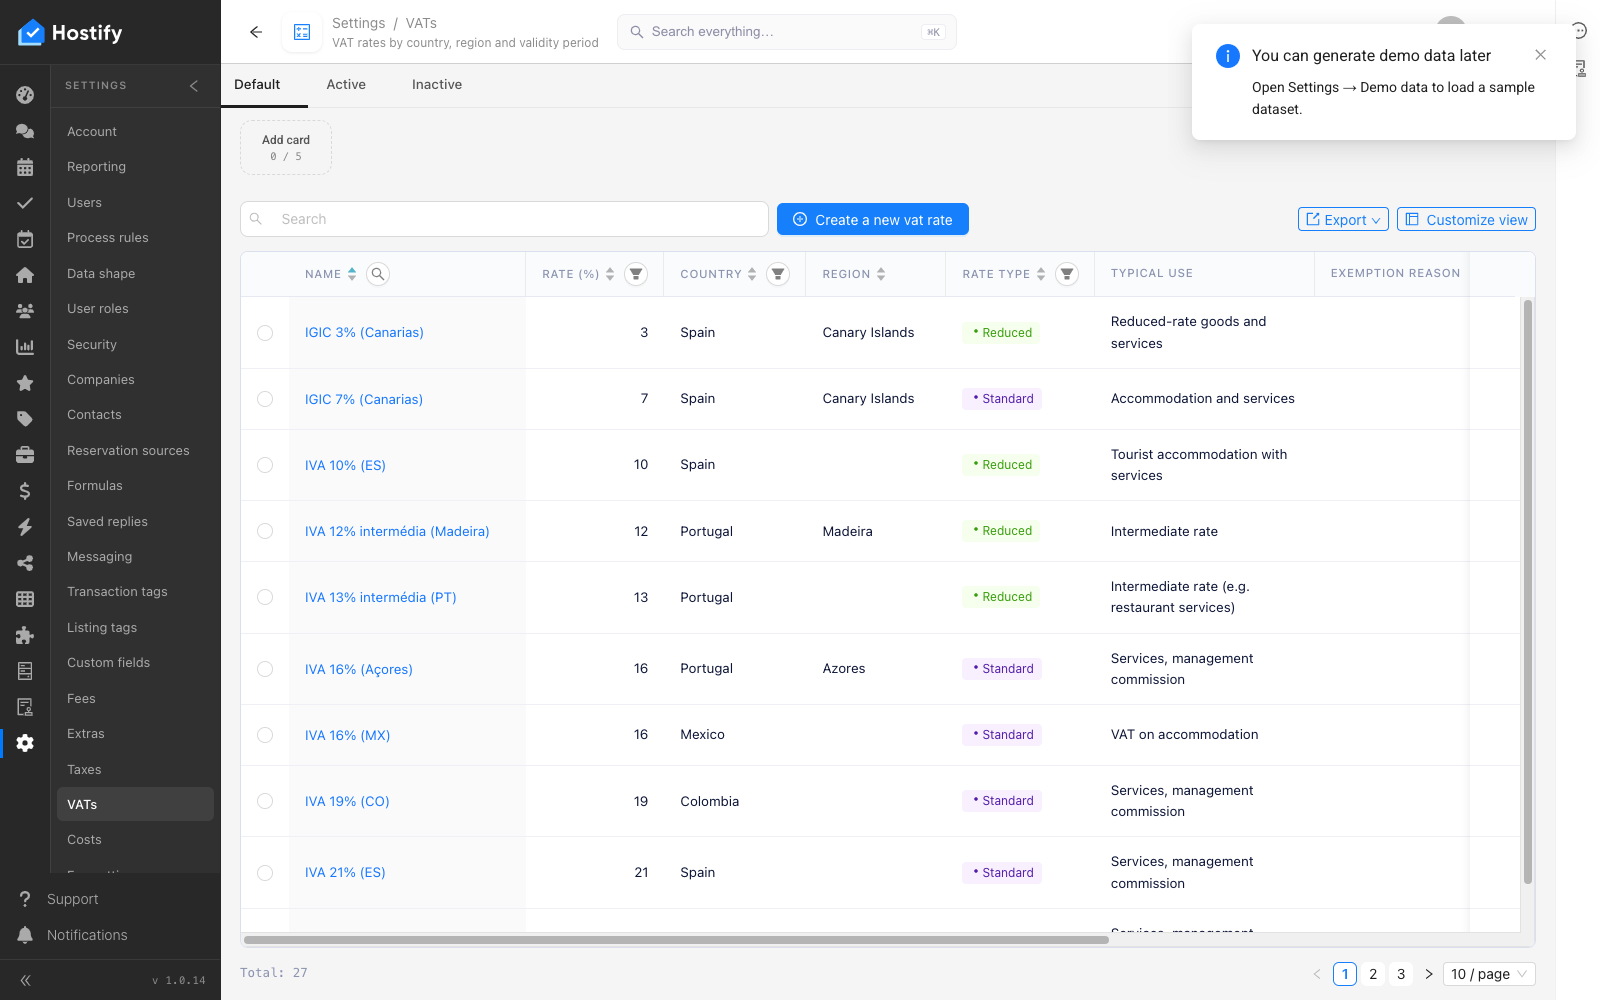 Hostify
Settings / VATs
VAT rates by country, region and validity period
Search everything...
⌘K
You can generate demo data later
Open Settings → Demo data to load a sample
dataset.
SETTINGS
Account
Reporting
Users
Process rules
Data shape
User roles
Security
Companies
Contacts
Reservation sources
Formulas
Saved replies
Messaging
Transaction tags
Listing tags
Custom fields
Fees
Extras
Taxes
VATs
Costs
Support
Notifications
v 1.0.14
Default Active Inactive
Add card
0 / 5
Search
Create a new vat rate
Export
Customize view
NAME RATE (%) COUNTRY REGION RATE TYPE TYPICAL USE EXEMPTION REASON
IGIC 3% (Canarias) 3 Spain Canary Islands • Reduced Reduced-rate goods and
services
IGIC 7% (Canarias) 7 Spain Canary Islands • Standard Accommodation and services
IVA 10% (ES) 10 Spain • Reduced Tourist accommodation with
services
IVA 12% intermédia (Madeira) 12 Portugal Madeira • Reduced Intermediate rate
IVA 13% intermédia (PT) 13 Portugal • Reduced Intermediate rate (e.g.
restaurant services)
IVA 16% (Açores) 16 Portugal Azores • Standard Services, management
commission
IVA 16% (MX) 16 Mexico • Standard VAT on accommodation
IVA 19% (CO) 19 Colombia • Standard Services, management
commission
IVA 21% (ES) 21 Spain • Standard Services, management
commission
Services, management
Total: 27
1 2 3
10 / page